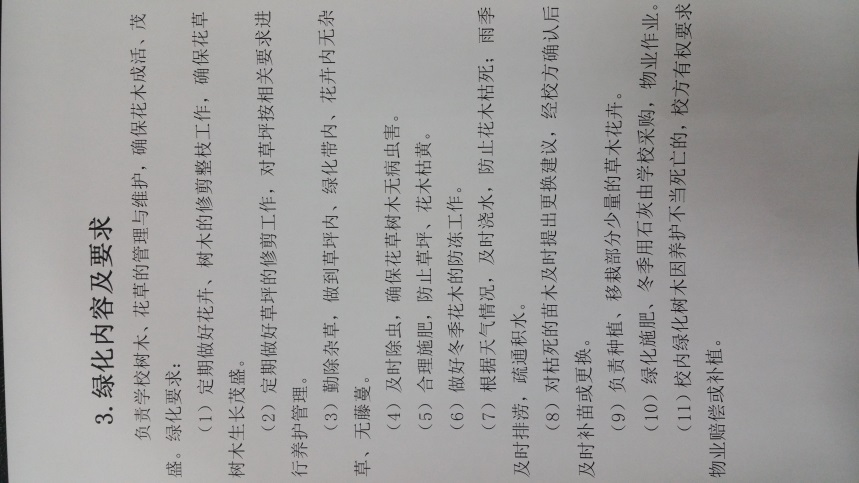 3. 绿化内容及要求
负责学校树木、花草的管理与维护，确保花木成活、茂
盛。绿化要求：
（1）定期做好花卉、树木的修剪整枝工作，确保花草
树木生长茂盛。
（2）定期做好草坪的修剪工作，对草坪按相关要求进
行养护管理。
（3）勤除杂草，做到草坪内、绿化带内、花卉内无杂
草、无藤蔓。
（4）及时除虫，确保花草树木无病虫害。
（5）合理施肥，防止草坪、花木枯黄。
（6）做好冬季花木的防冻工作。
（7）根据天气情况，及时浇水，防止花木枯死；雨季
及时排涝，疏通积水。
（8）对枯死的苗木及时提出更换建议，经校方确认后
及时补苗或更换。
（9）负责种植、移栽部分少量的草木花卉。
（10）绿化施肥、冬季用石灰由学校采购，物业作业。
（11）校内绿化树木因养护不当死亡的，校方有权要求
物业赔偿或补植。